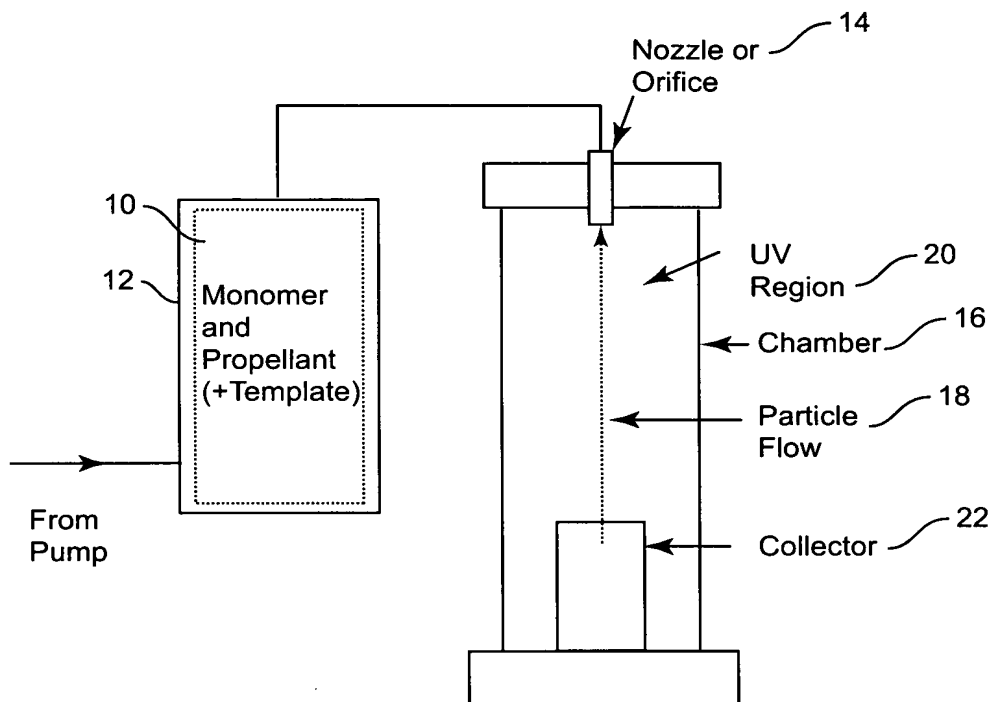 14
Nozzle or
Orifice
10
12
Monomer
and
Propellant
(+Template)
UV
Region
20
Chamber
16
Particle
Flow
18
Collector
22
From
Pump